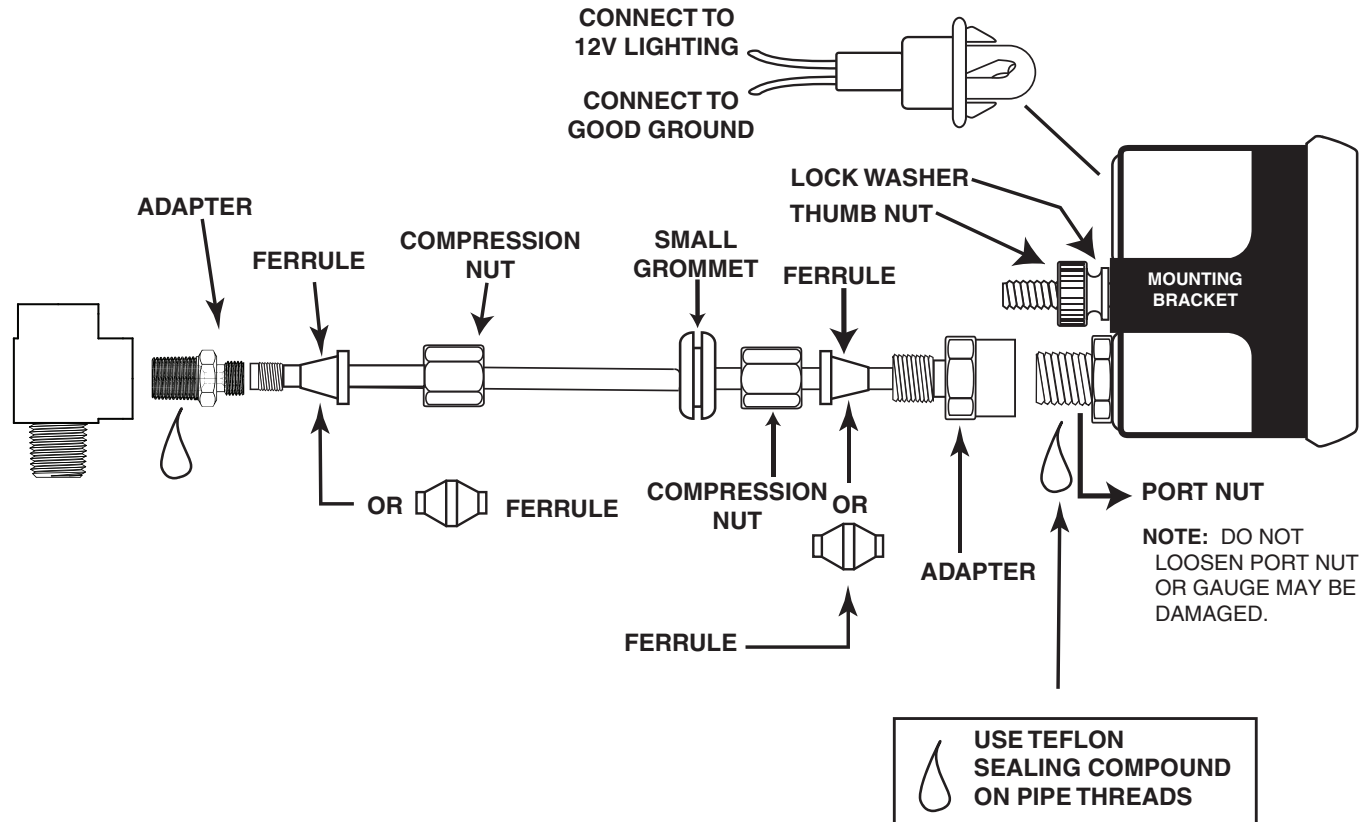 CONNECT TO
12V LIGHTING
CONNECT TO
GOOD GROUND
LOCK WASHER
THUMB NUT
ADAPTER
FERRULE
COMPRESSION
NUT
SMALL
GROMMET
FERRULE
MOUNTING
BRACKET
OR
FERRULE
COMPRESSION
NUT
OR
FERRULE
ADAPTER
PORT NUT
NOTE: DO NOT
LOOSEN PORT NUT
OR GAUGE MAY BE
DAMAGED.
USE TEFLON
SEALING COMPOUND
ON PIPE THREADS